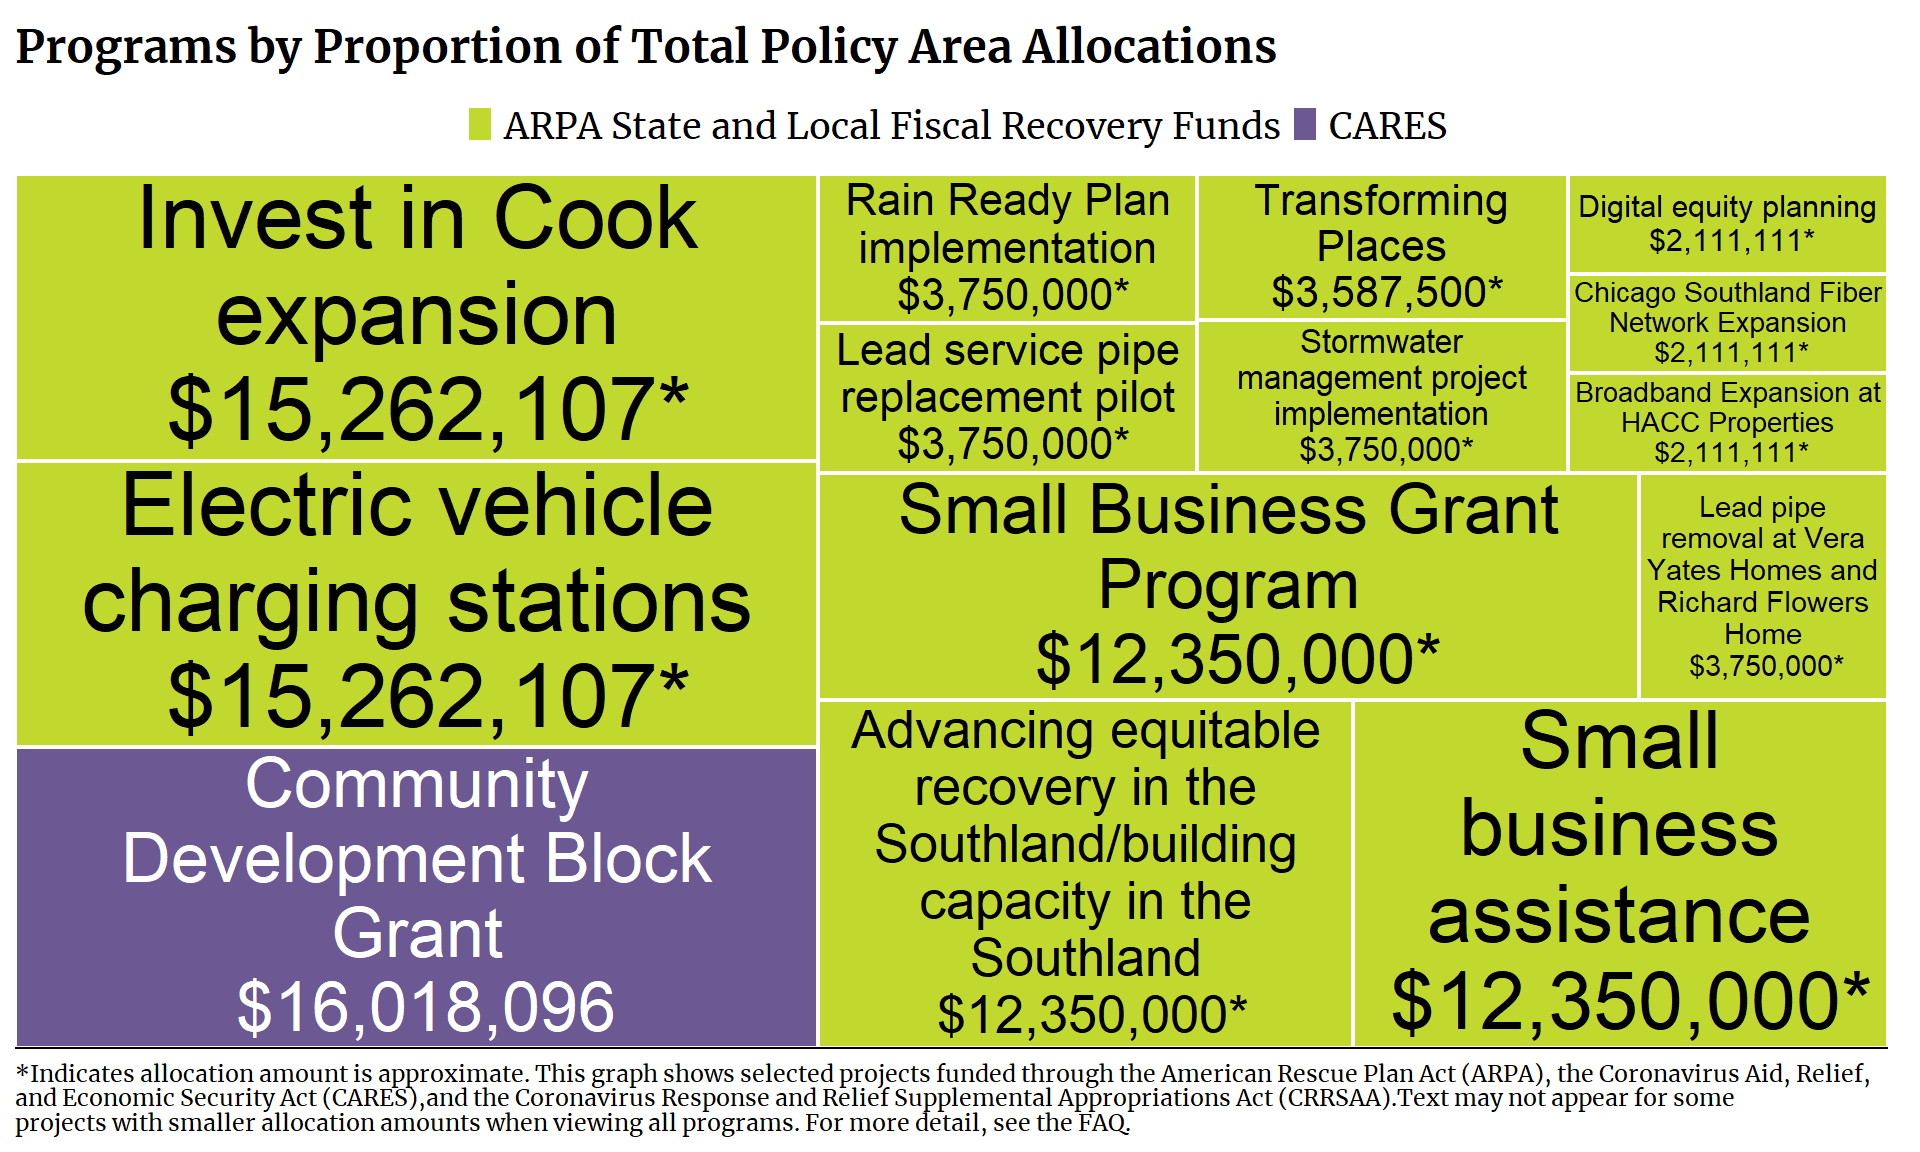 Programs by Proportion of Total Policy Area Allocations
ARPA State and Local Fiscal Recovery Funds CARES
Invest in Cook
expansion
$15,262,107*
Electric vehicle
charging stations
$15,262,107*
Community
Development Block
Grant
$16,018,096
Rain Ready Plan
implementation
$3,750,000*
Lead service pipe
replacement pilot
$3,750,000*
Transforming
Places
$3,587,500*
Stormwater
management project
implementation
$3,750,000*
Digital equity planning
$2,111,111*
Chicago Southland Fiber
Network Expansion
$2,111,111*
Broadband Expansion at
HACC Properties
$2,111,111*
Small Business Grant
Program
$12,350,000*
Lead pipe
removal at Vera
Yates Homes and
Richard Flowers
Home
$3,750,000*
Advancing equitable
recovery in the
Southland/building
capacity in the
Southland
$12,350,000*
Small
business
assistance
$12,350,000*
*Indicates allocation amount is approximate. This graph shows selected projects funded through the American Rescue Plan Act (ARPA), the Coronavirus Aid, Relief,
and Economic Security Act (CARES),and the Coronavirus Response and Relief Supplemental Appropriations Act (CRRSAA).Text may not appear for some
projects with smaller allocation amounts when viewing all programs. For more detail, see the FAQ.